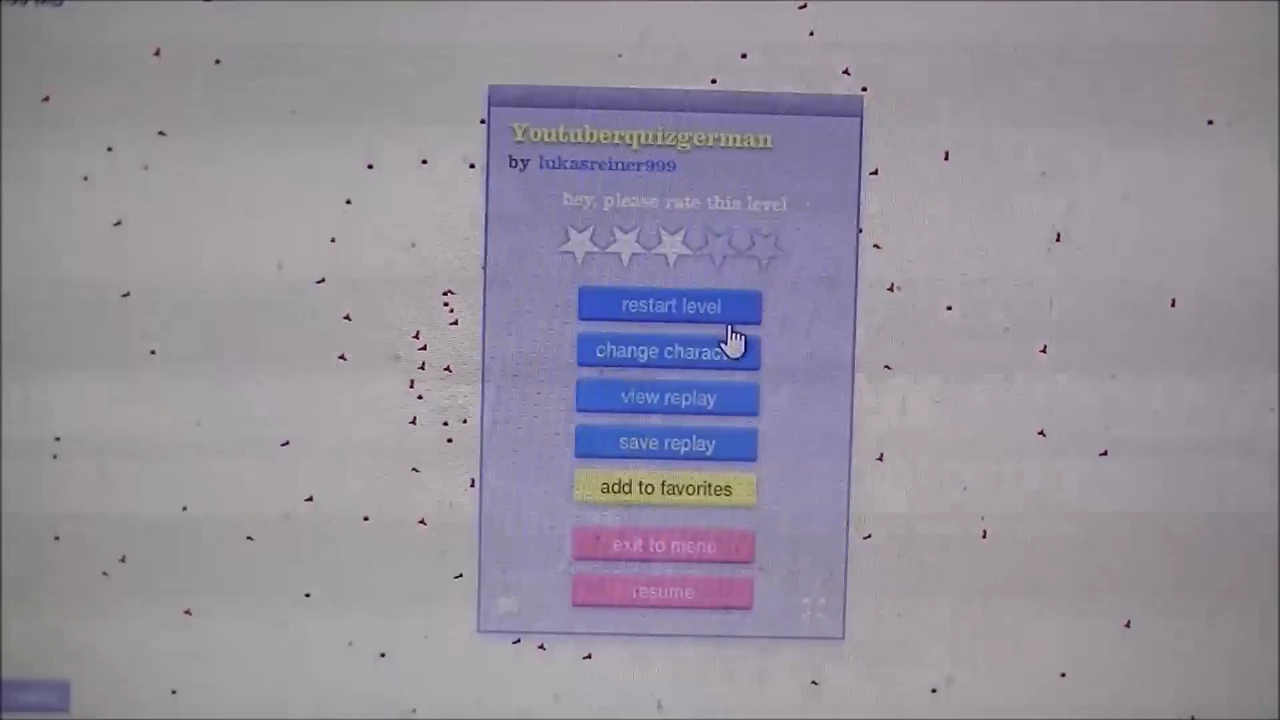 Youtuberquizgerman
by lukasreiner999
hey, please rate this level
restart level
change charac
view replay
save replay
add to favorites
exit to menu
resume